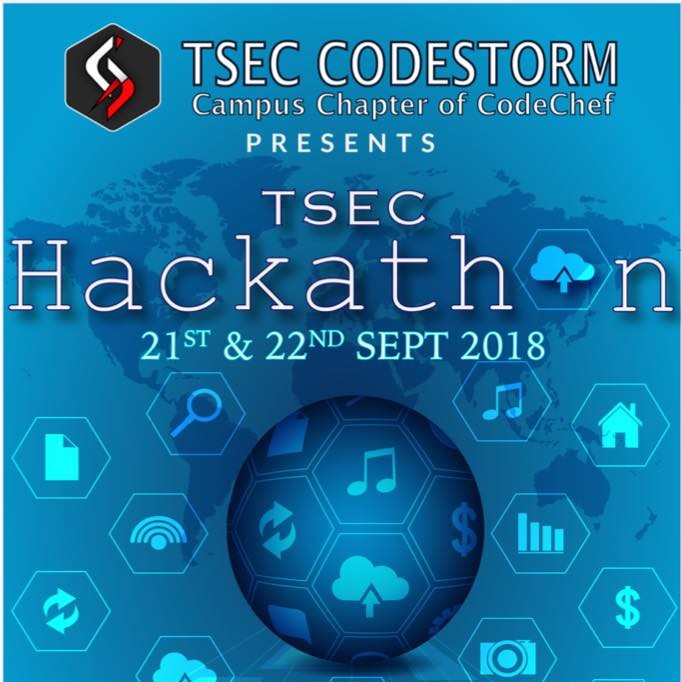 TSEC CODESTORM
Campus Chapter of CodeChef
PRESENTS
TSEC
Hackathon
21ST & 22ND SEPT 2018
$
$